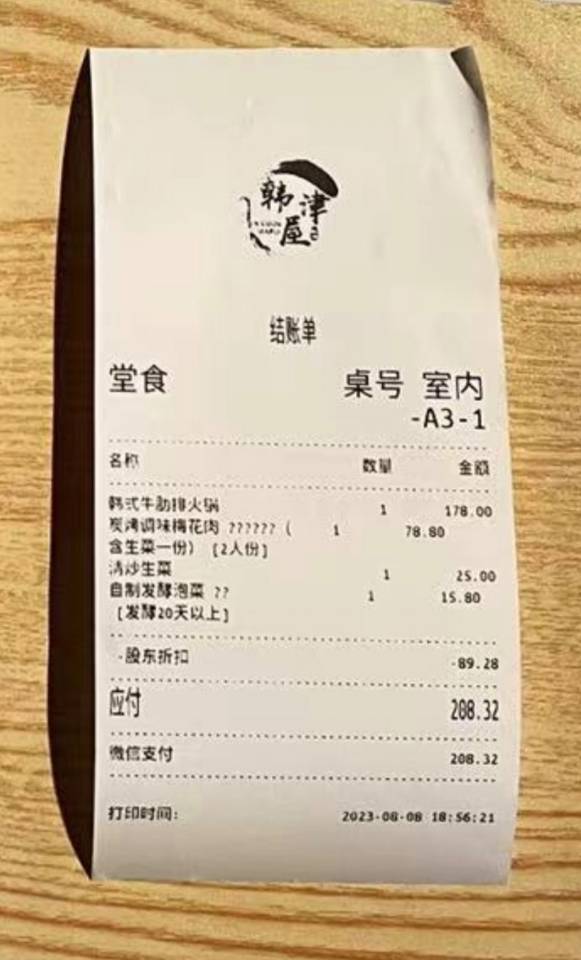 韩津
屋
结账单
堂食 桌号 室内
-A3-1
名称 数量 金额
韩式牛肋排火锅 1 178.00
炭烤调味梅花肉 ??????( 1 78.80
含生菜一份) [2人份]
清炒生菜 1 25.00
自制发酵泡菜 ?? 1 15.80
[发酵20天以上]
-股东折扣 -89.28
应付 208.32
微信支付 208.32
打印时间: 2023-08-08 18:56:21